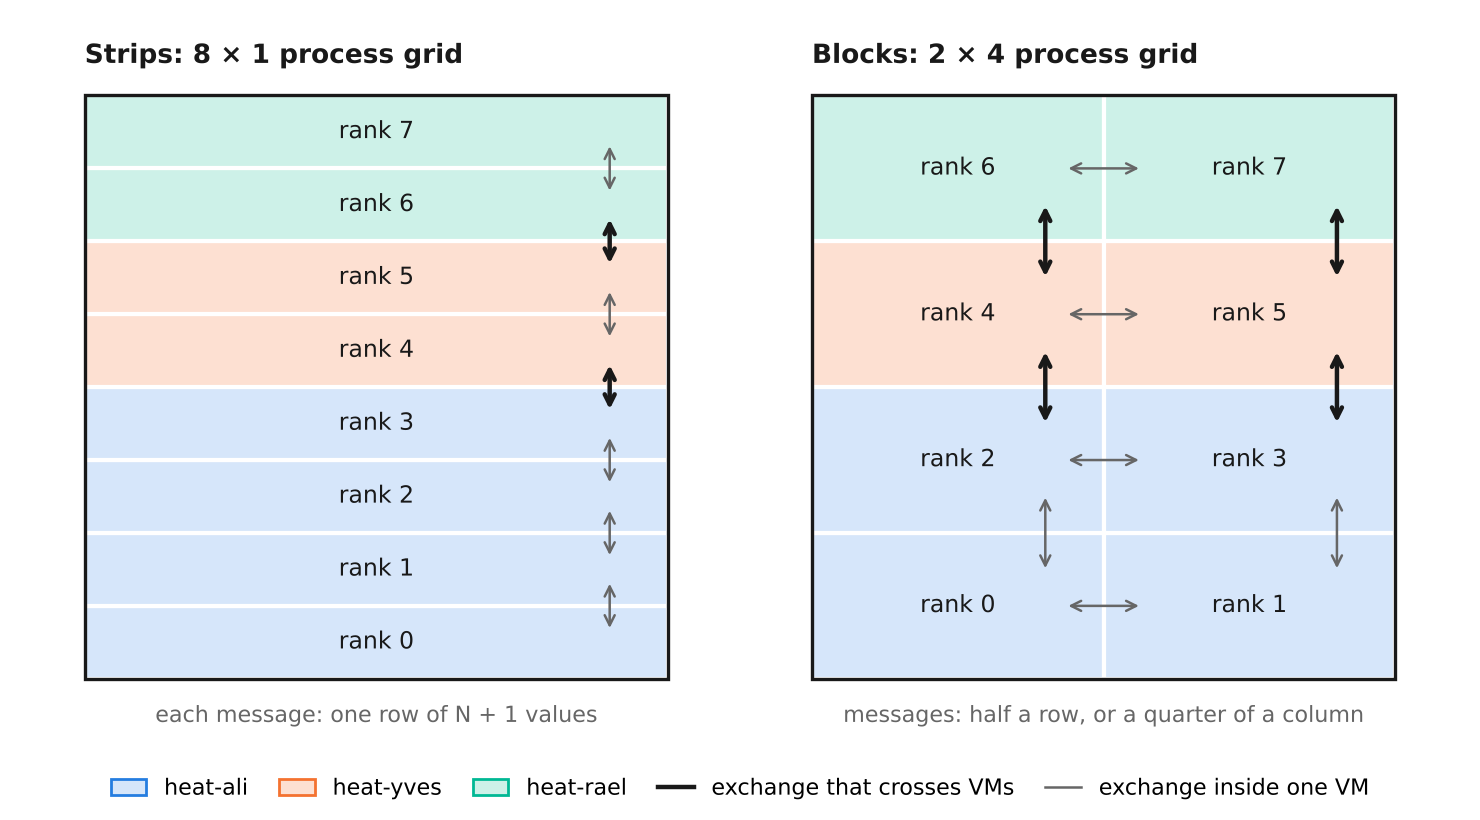 Strips: 8 × 1 process grid
rank 7
rank 6
rank 5
rank 4
rank 3
rank 2
rank 1
rank 0
each message: one row of N + 1 values
Blocks: 2 × 4 process grid
rank 6 rank 7
rank 4 rank 5
rank 2 rank 3
rank 0 rank 1
messages: half a row, or a quarter of a column
heat-ali heat-yves heat-rael exchange that crosses VMs exchange inside one VM